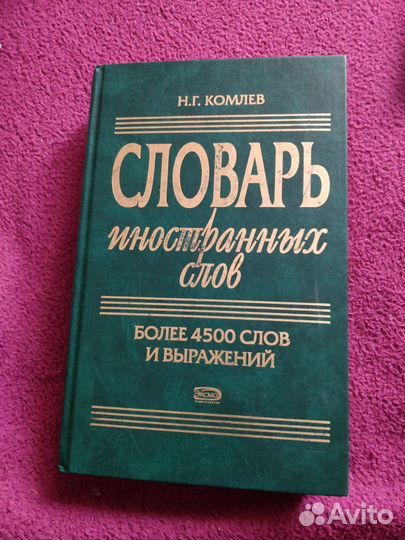 Н.Г. КОМЛЕВ
СЛОВАРЬ
иностранных
слов
БОЛЕЕ 4500 СЛОВ
И ВЫРАЖЕНИЙ
ЭКСМО
Avito